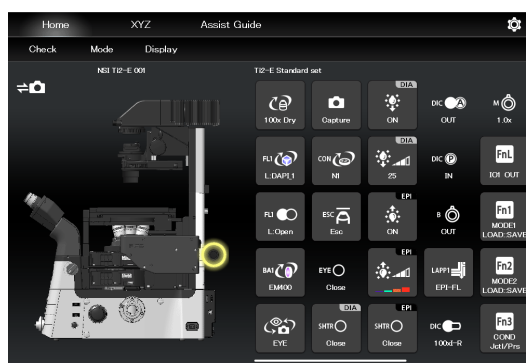 Home XYZ Assist Guide
Check Mode Display
NSI Ti2-E 001
Ti2-E Standard set
100x Dry
Capture
DIA
ON
DIC
OUT
M
1.0x
FL1
L:DAPI_1
CON
N1
DIA
25
DIC P
IN
FnL
IO1 OUT
FL1
L:Open
ESC
Esc
EPI
ON
B
OUT
Fn1
MODE1
LOAD:SAVE
BA1
EM400
EYE
Close
EPI
LAPP1
EPI-FL
Fn2
MODE2
LOAD:SAVE
EYE
DIA
SHTR
Close
EPI
SHTR
Close
DIC
100xI-R
Fn3
COND
Jctl/Prs